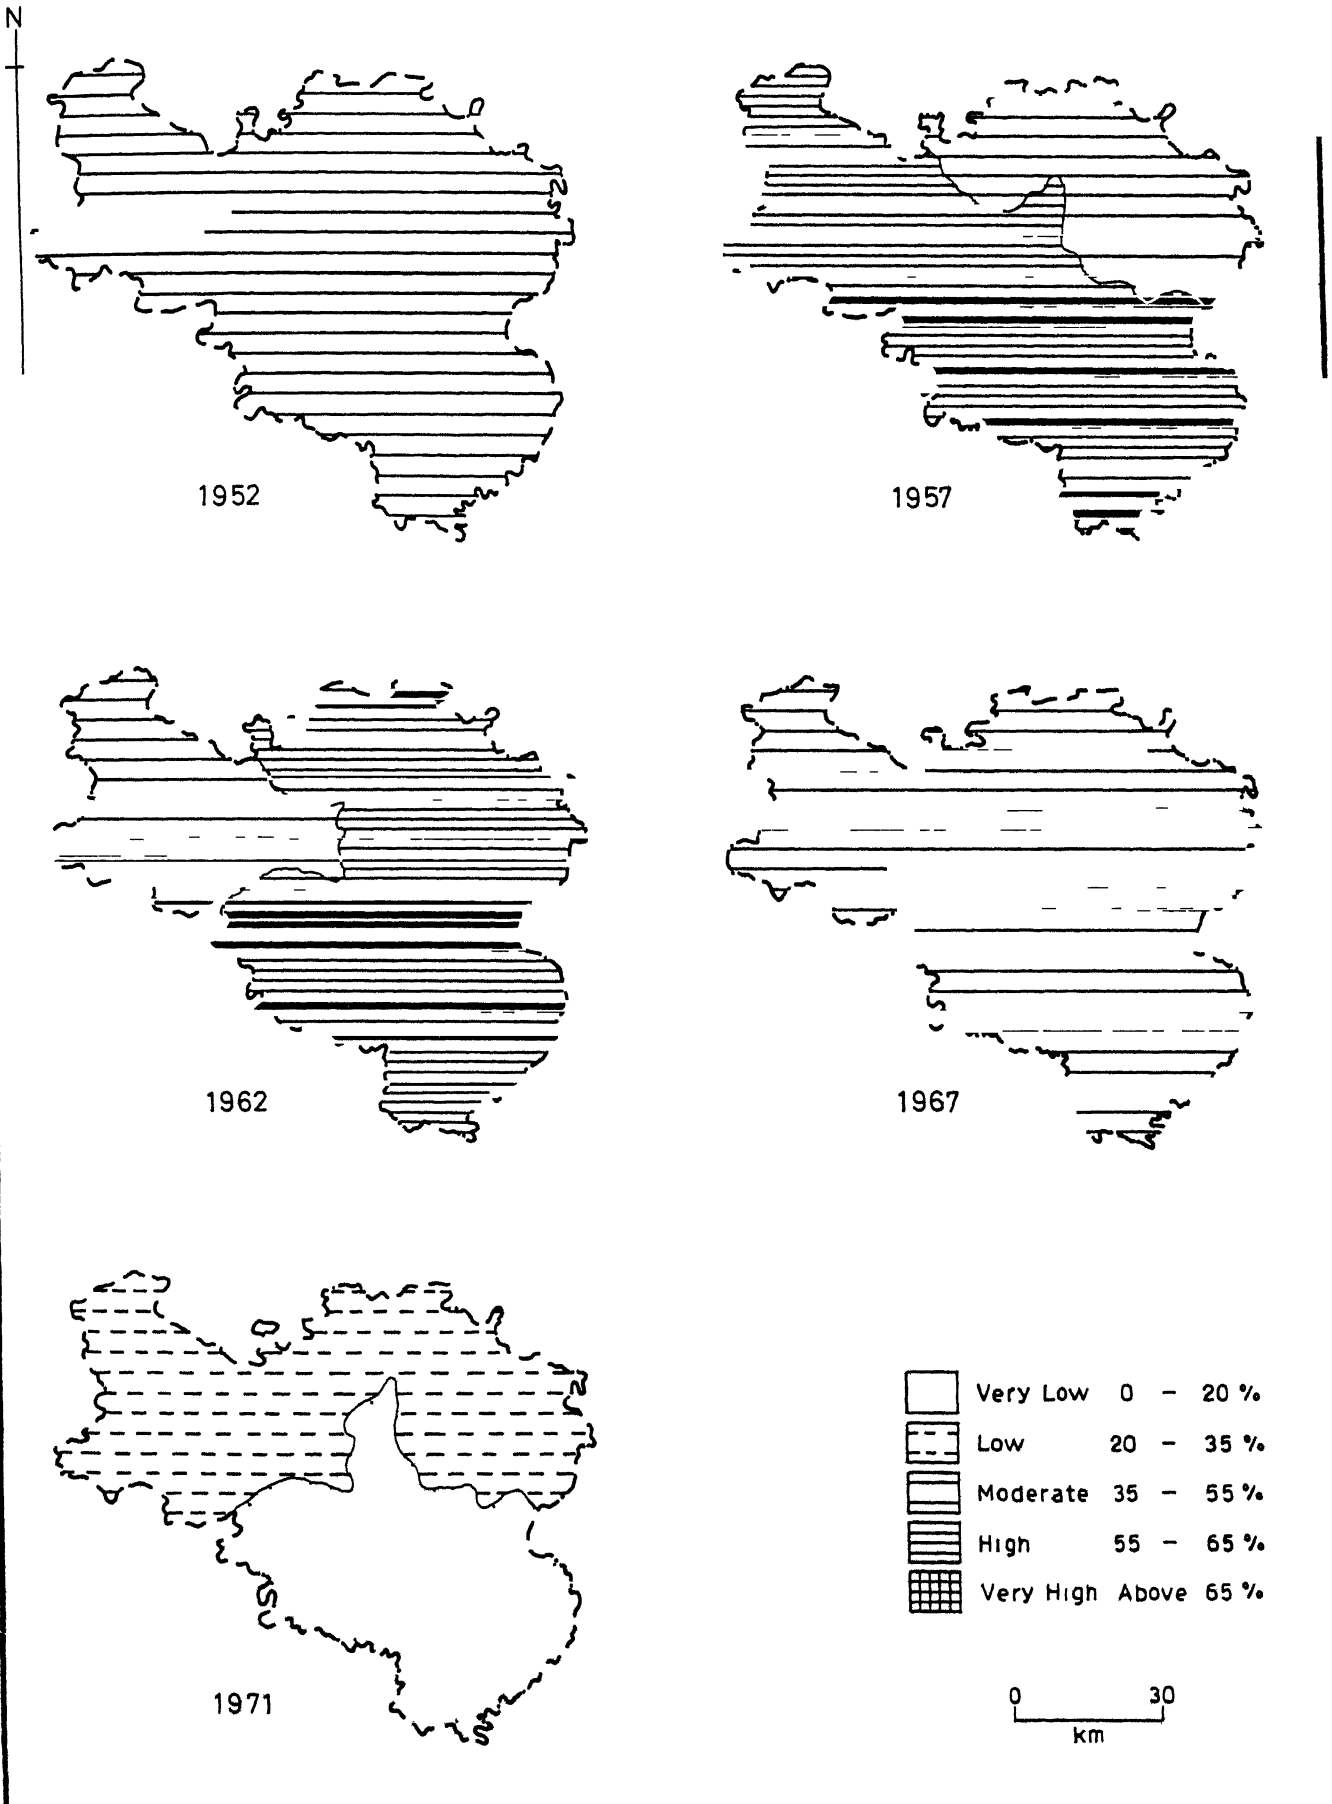 N
1952
1957
1962
1967
1971
Very Low 0 - 20 %
Low 20 - 35 %
Moderate 35 - 55 %
High 55 - 65 %
Very High Above 65 %
0 30
km